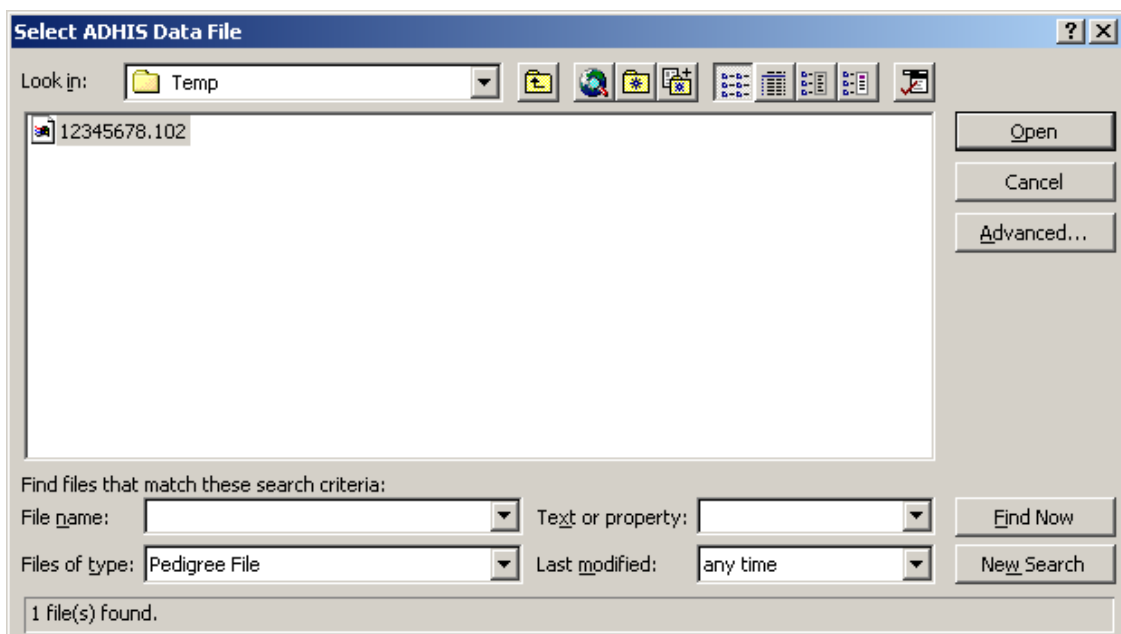 Select ADHIS Data File
Look in: Temp
12345678.102
Open
Cancel
Advanced...
Find files that match these search criteria:
File name: Text or property: Find Now
Files of type: Pedigree File Last modified: any time New Search
1 file(s) found.